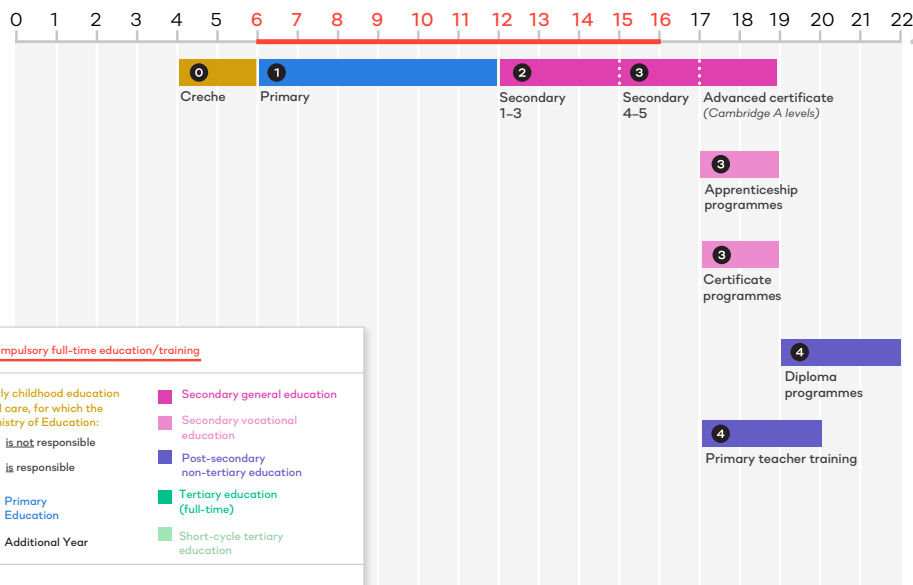 0 1 2 3 4 5 6 7 8 9 10 11 12 13 14 15 16 17 18 19 20 21 22
0 1 2 3
Creche Primary Secondary Secondary Advanced certificate
1–3 4–5 (Cambridge A levels)
3
Apprenticeship
programmes
3
Certificate
programmes
4
Diploma
programmes
4
Primary teacher training
mpulsory full-time education/training
ly childhood education
care, for which the
istry of Education:
is not responsible
is responsible
Primary
Education
Additional Year
Secondary general education
Secondary vocational
education
Post-secondary
non-tertiary education
Tertiary education
(full-time)
Short-cycle tertiary
education